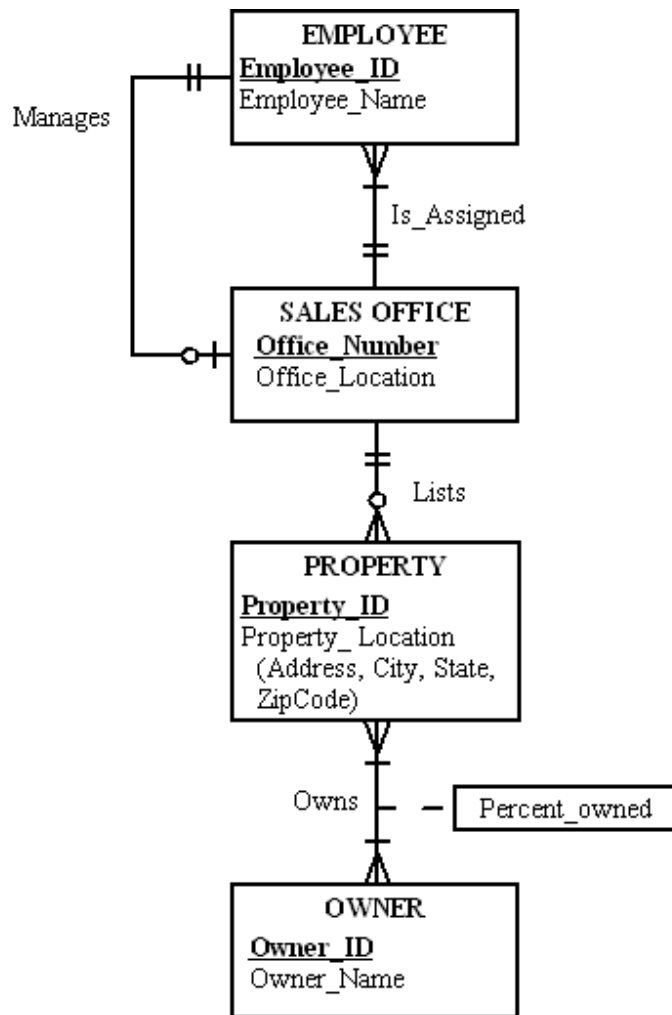 EMPLOYEE
Employee_ID
Employee_Name
Manages
Is_Assigned
SALES OFFICE
Office_Number
Office_Location
Lists
PROPERTY
Property_ID
Property_ Location
(Address, City, State,
ZipCode)
Owns
Percent_owned
OWNER
Owner_ID
Owner_Name